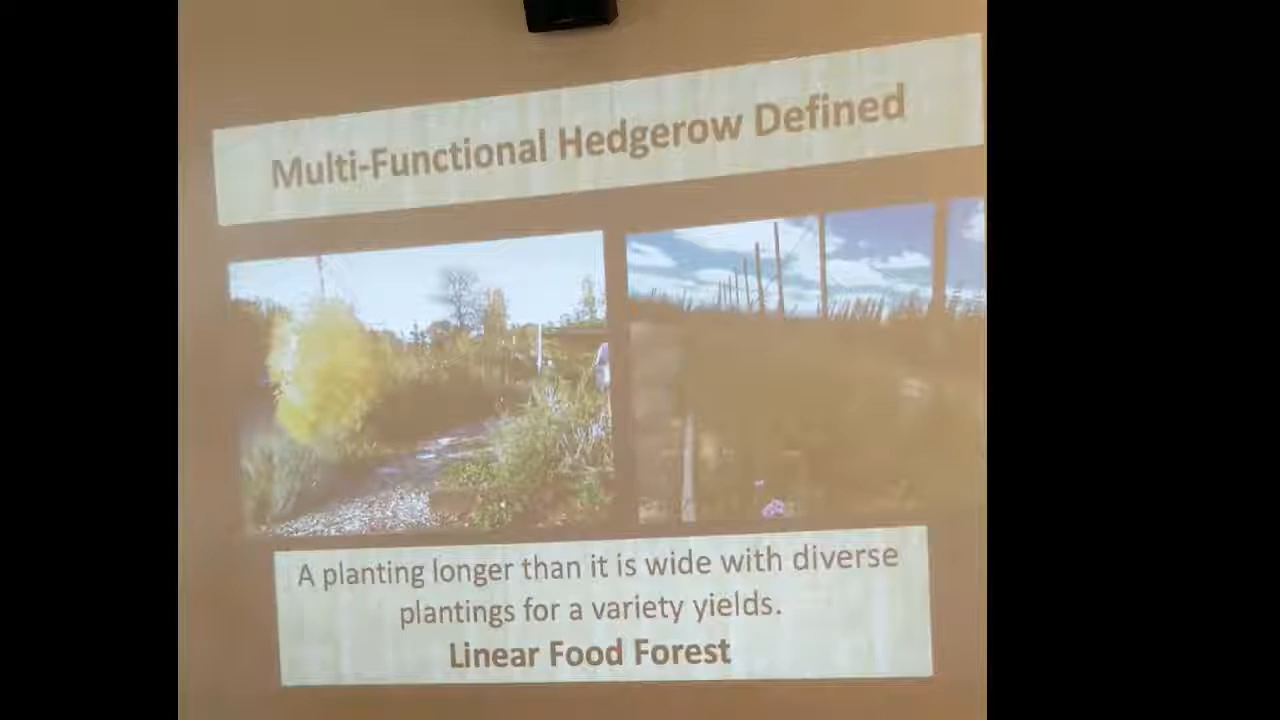 Multi-Functional Hedgerow Defined
A planting longer than it is wide with diverse
plantings for a variety yields.
Linear Food Forest